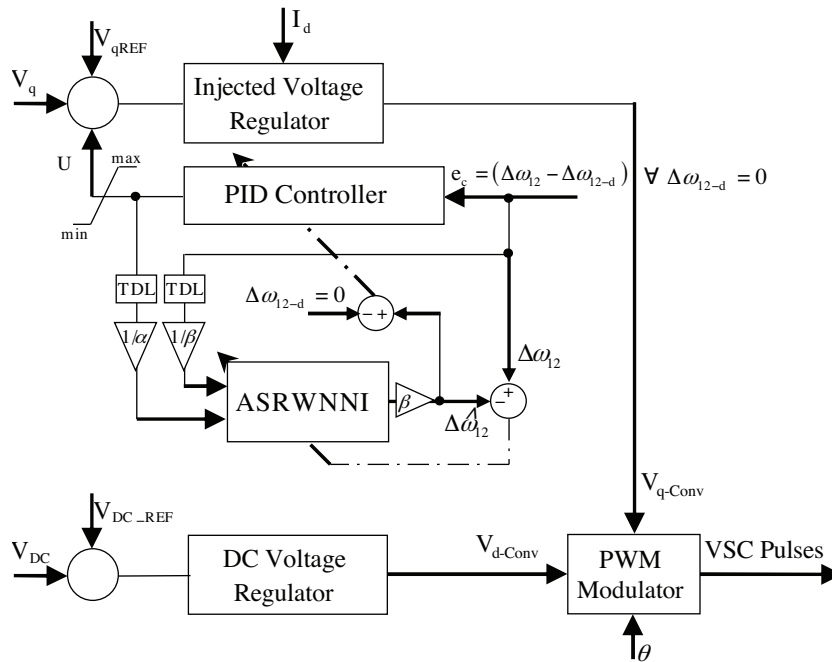 I_d
V_qREF
V_q
Injected Voltage
Regulator
U
max
min
PID Controller
e_c = (Δω_12 − Δω_12−d) ∀ Δω_12−d = 0
TDL
TDL
Δω_12−d = 0
− +
1/α
1/β
Δω_12
ASRWNNI
β
− +
Δω̂_12
V_q-Conv
V_DC_REF
V_DC
DC Voltage
Regulator
V_d-Conv
PWM
Modulator
VSC Pulses
θ